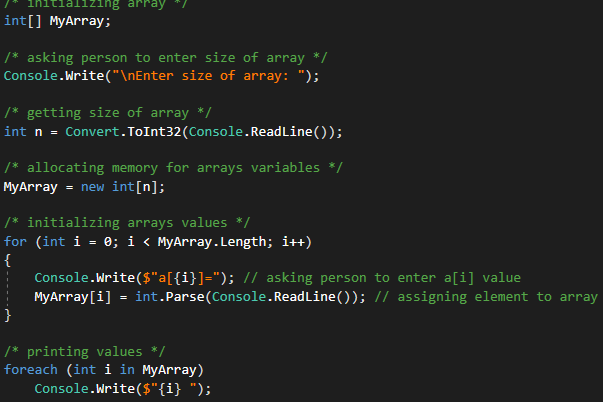 /* initializing array */
int[] MyArray;
/* asking person to enter size of array */
Console.Write("\nEnter size of array: ");
/* getting size of array */
int n = Convert.ToInt32(Console.ReadLine());
/* allocating memory for arrays variables */
MyArray = new int[n];
/* initializing arrays values */
for (int i = 0; i < MyArray.Length; i++)
{
    Console.Write($"a[{i}]="); // asking person to enter a[i] value
    MyArray[i] = int.Parse(Console.ReadLine()); // assigning element to array
}
/* printing values */
foreach (int i in MyArray)
    Console.Write($"{i} ");